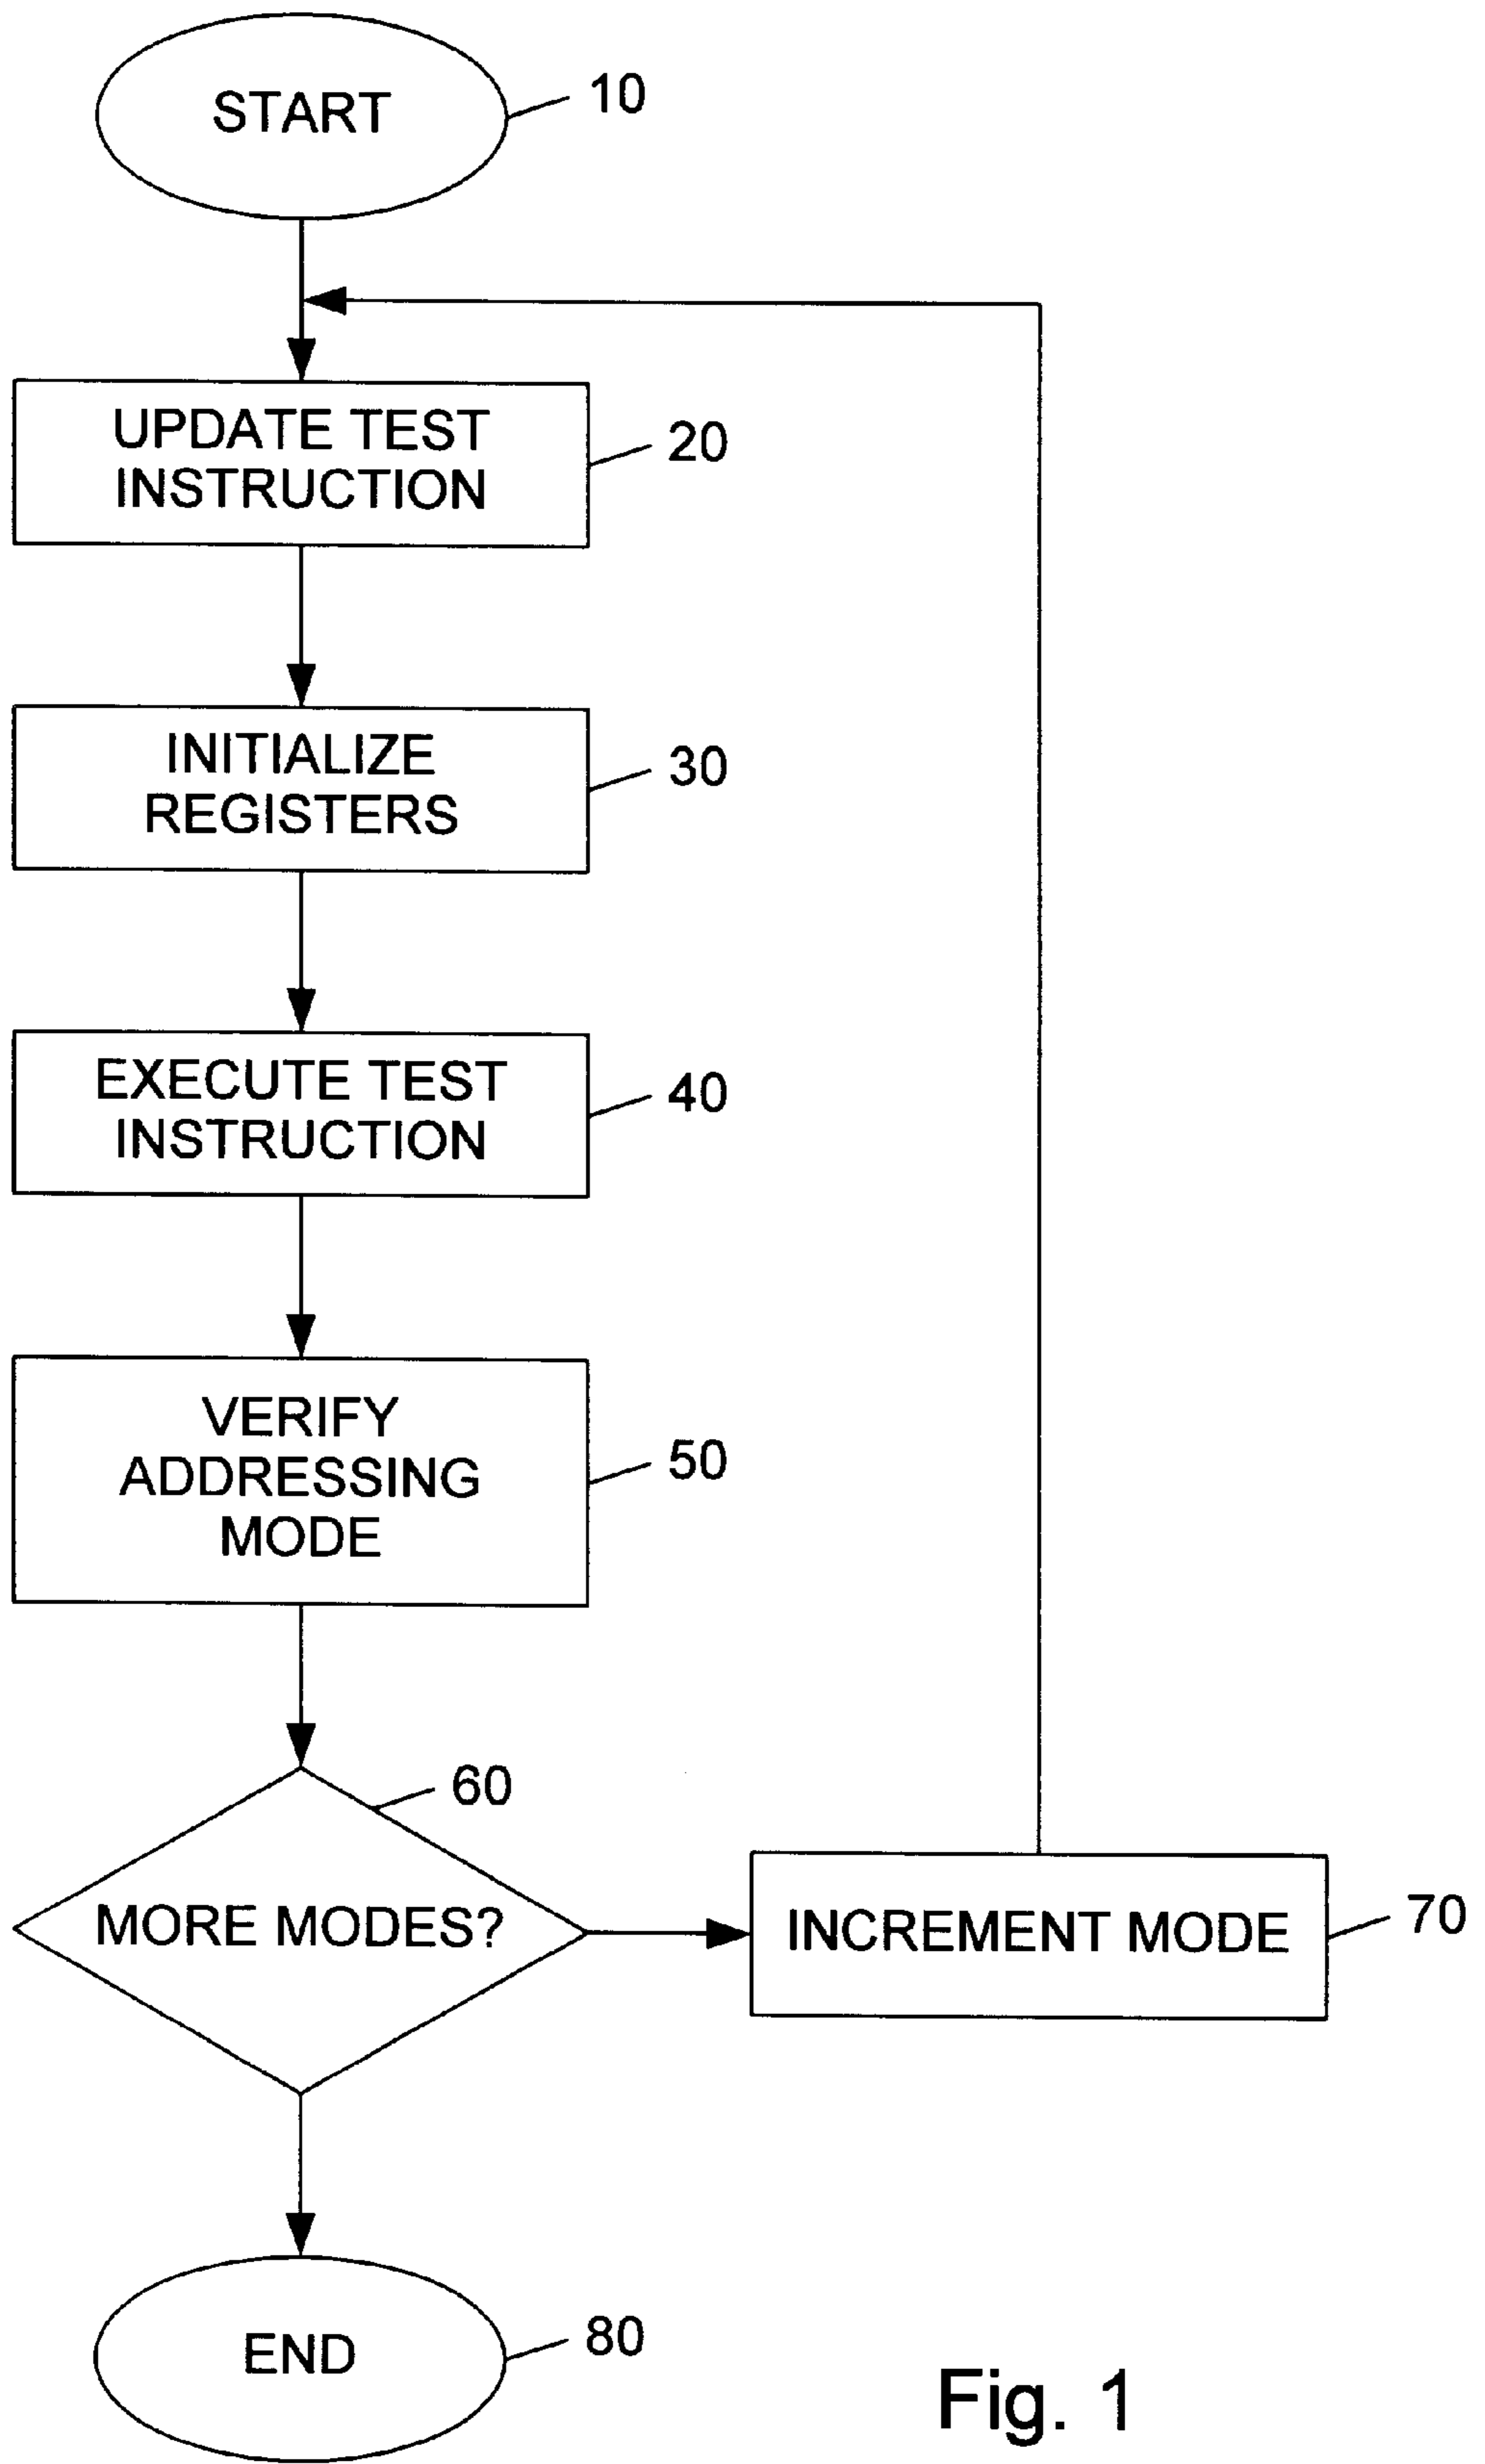 START
10
UPDATE TEST
INSTRUCTION
20
INITIALIZE
REGISTERS
30
EXECUTE TEST
INSTRUCTION
40
VERIFY
ADDRESSING
MODE
50
60
MORE MODES?
INCREMENT MODE
70
END
80
Fig. 1